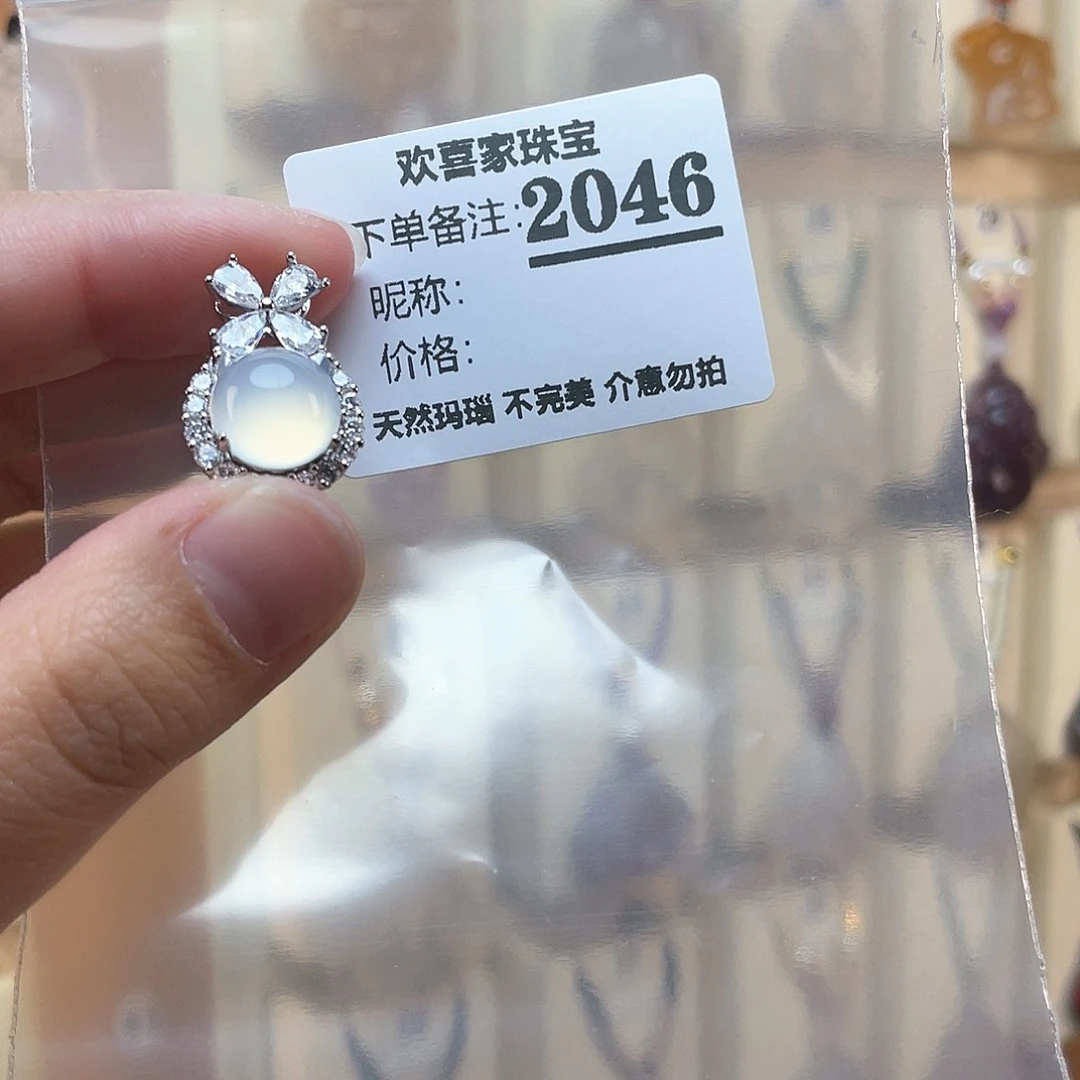 欢喜家珠宝
下单备注:2046
昵称:
价格:
天然玛瑙 不完美 介意勿拍